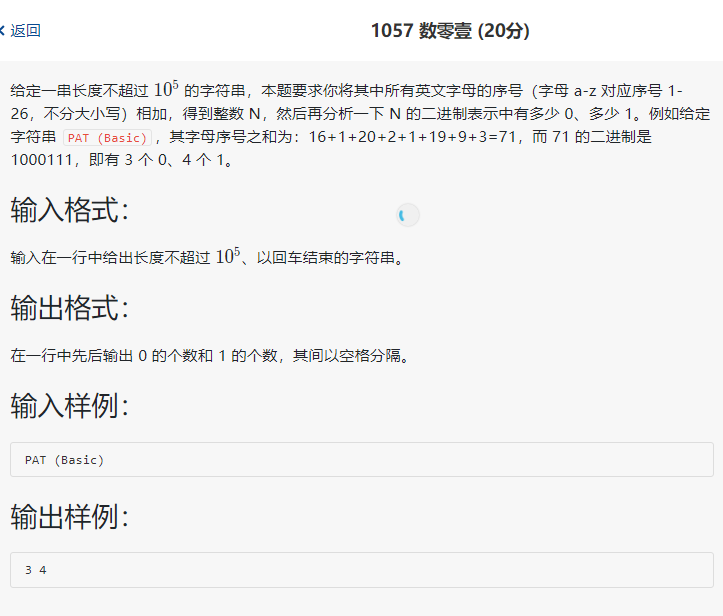 返回
1057 数零壹 (20分)
给定一串长度不超过 10⁵ 的字符串，本题要求你将其中所有英文字母的序号（字母 a-z 对应序号 1-
26，不分大小写）相加，得到整数 N，然后再分析一下 N 的二进制表示中有多少 0、多少 1。例如给定
字符串 PAT (Basic)，其字母序号之和为：16+1+20+2+1+19+9+3=71，而 71 的二进制是
1000111，即有 3 个 0、4 个 1。
输入格式：
输入在一行中给出长度不超过 10⁵、以回车结束的字符串。
输出格式：
在一行中先后输出 0 的个数和 1 的个数，其间以空格分隔。
输入样例：
PAT (Basic)
输出样例：
3 4